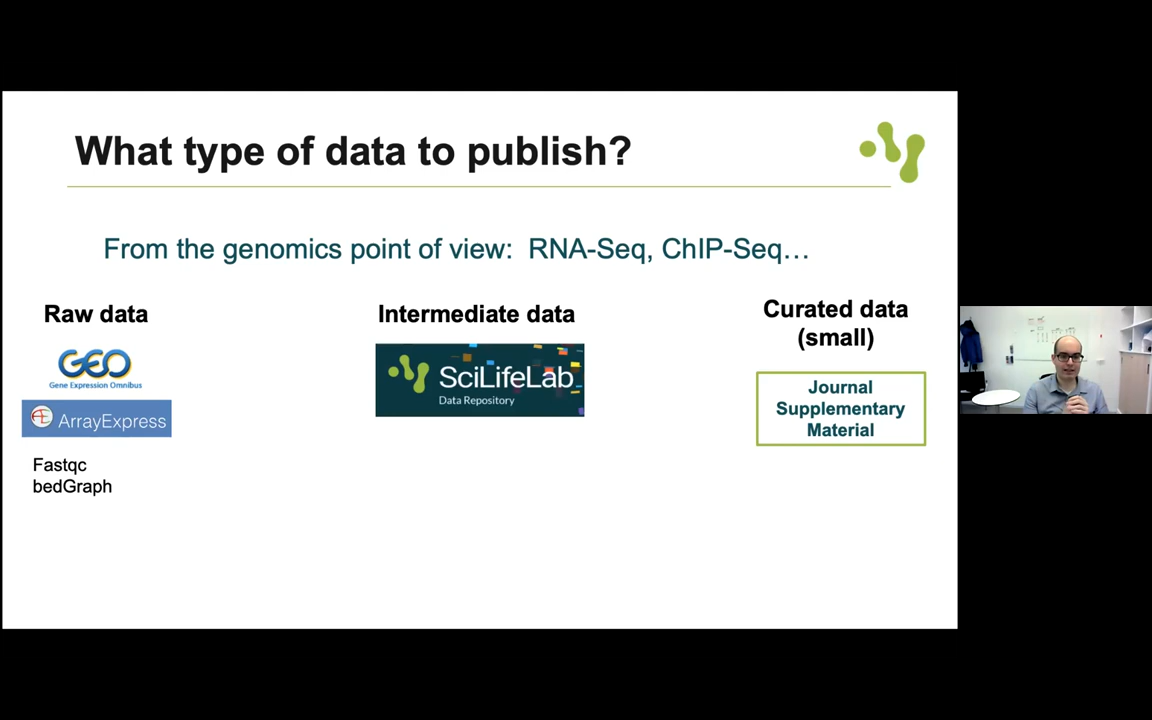 What type of data to publish?
From the genomics point of view: RNA-Seq, ChIP-Seq…
Raw data
GEO
Gene Expression Omnibus
ArrayExpress
Fastqc
bedGraph
Intermediate data
SciLifeLab
Data Repository
Curated data
(small)
Journal
Supplementary
Material